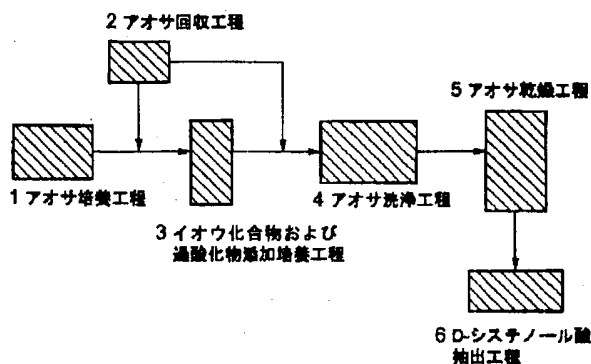 2 アオサ回収工程
5 アオサ乾燥工程
1 アオサ培養工程
4 アオサ洗浄工程
3 イオウ化合物および
過酸化物添加培養工程
6 D-システノール酸
抽出工程